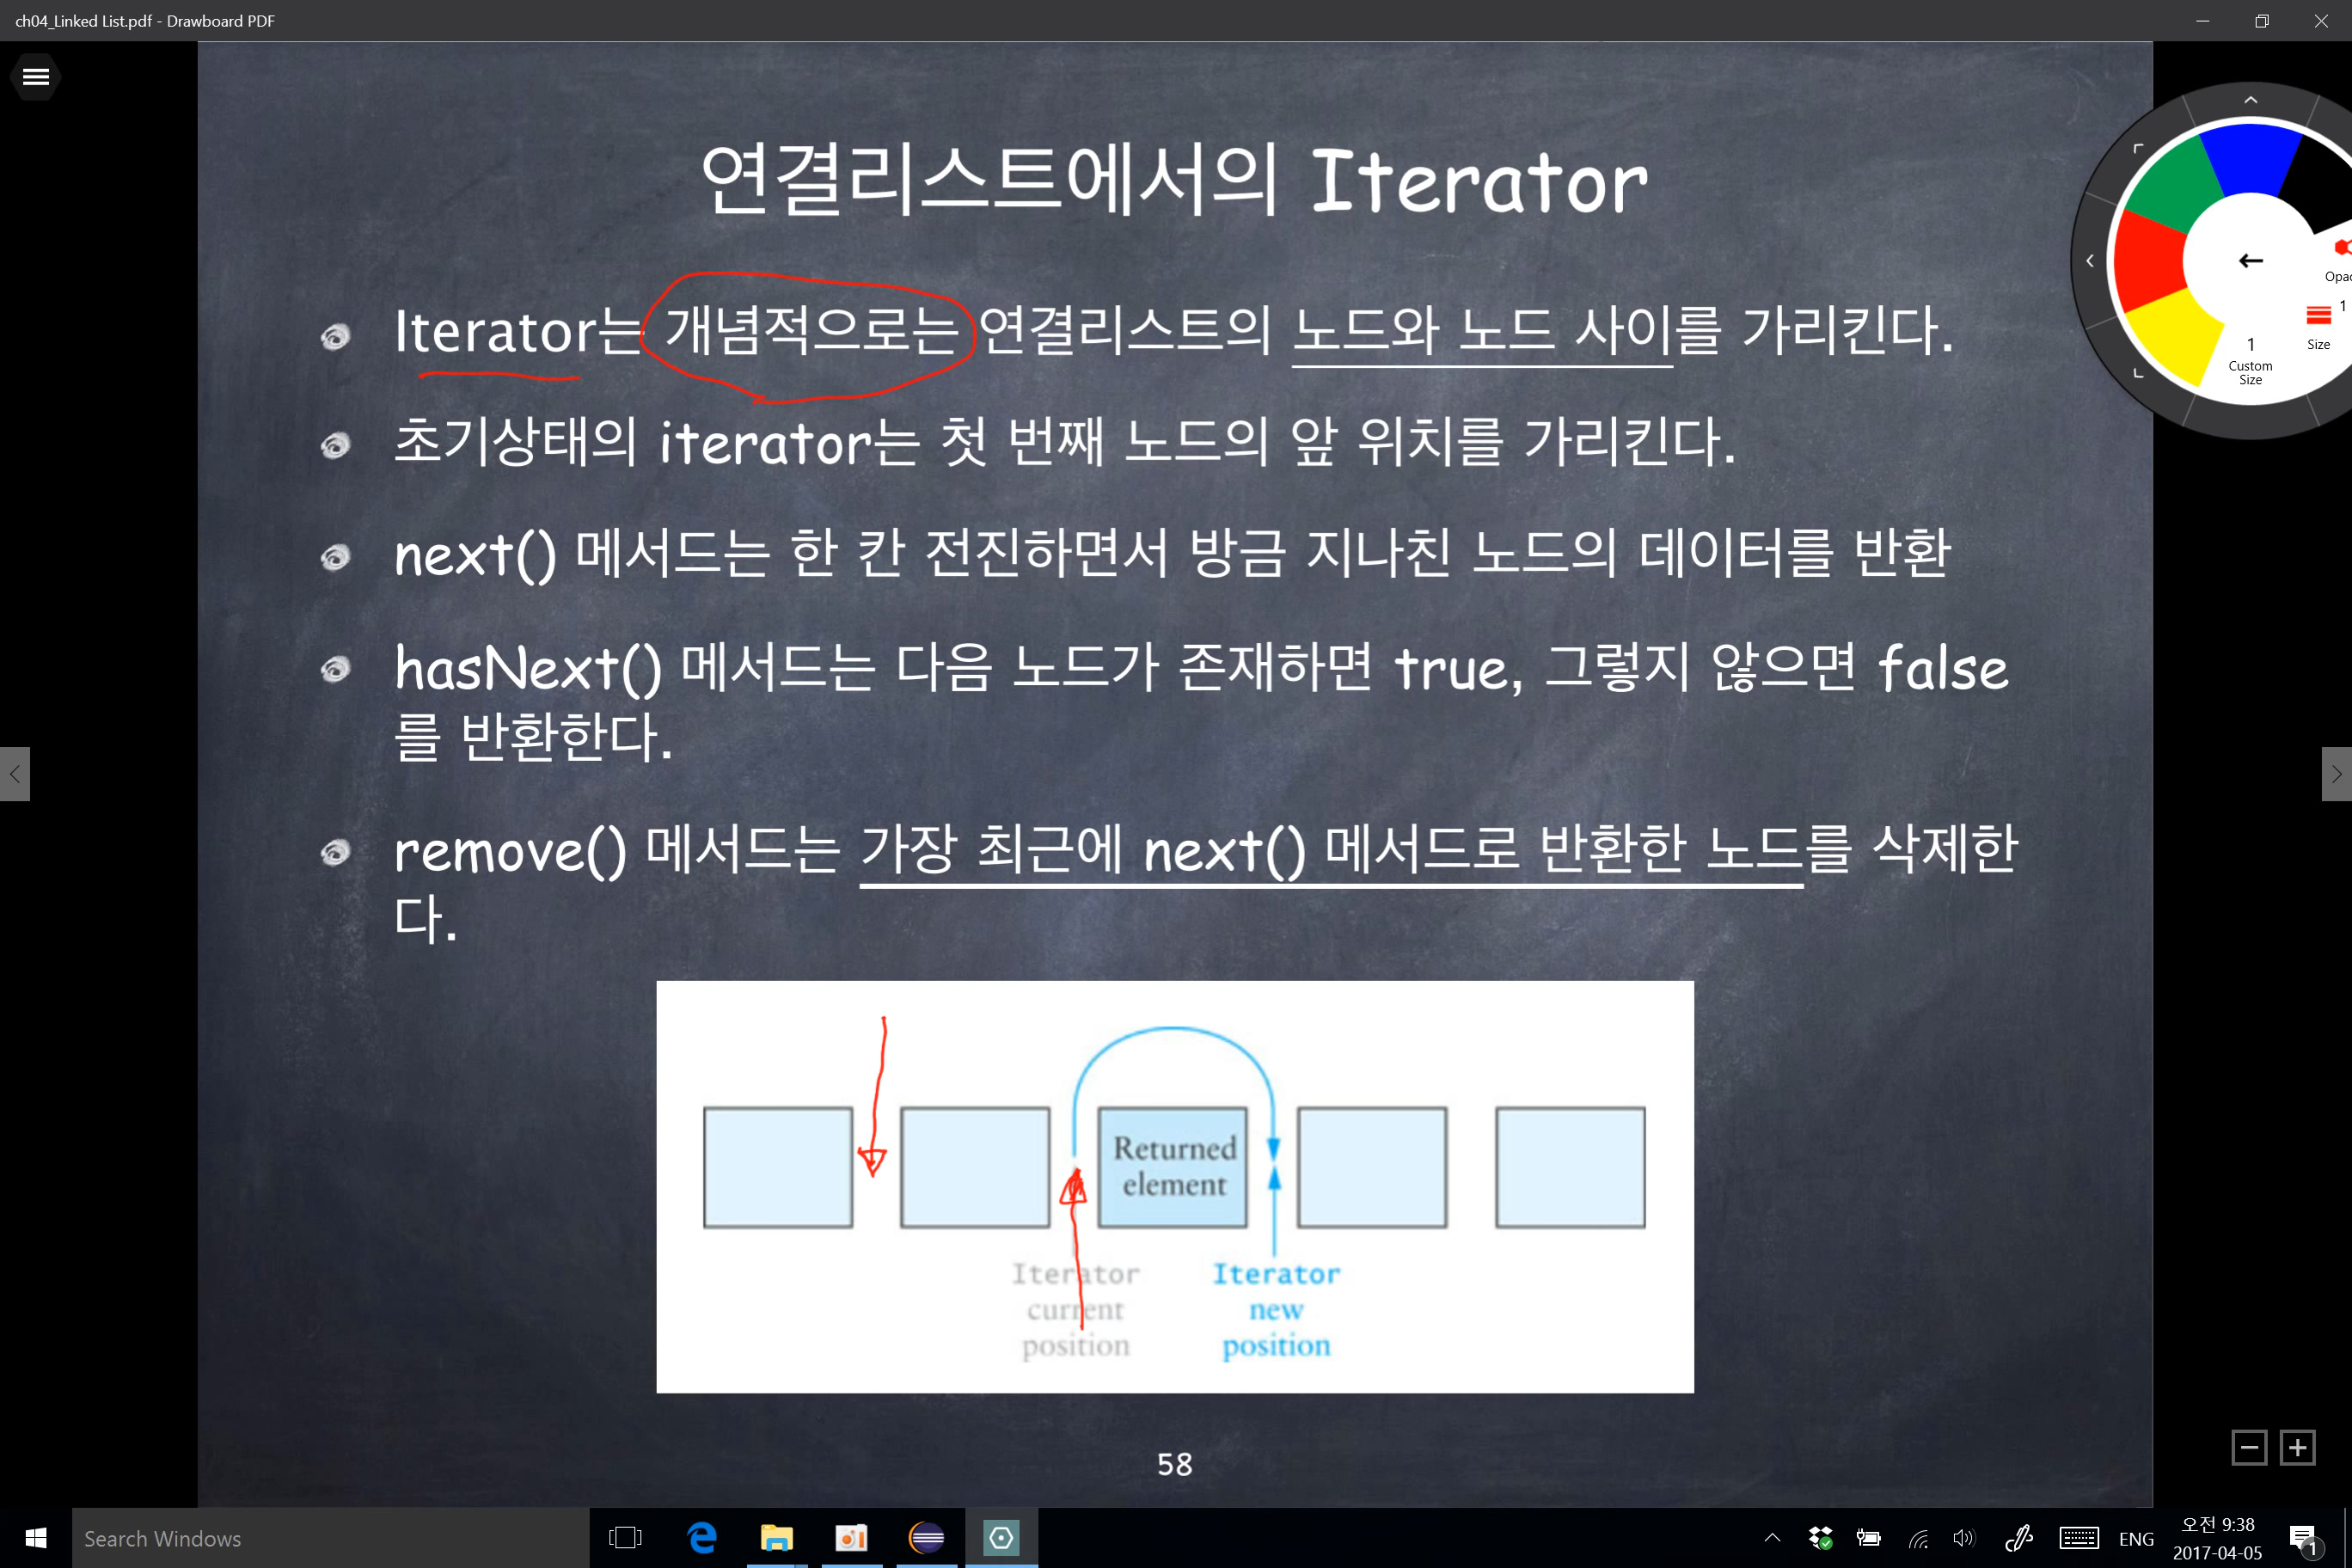 ch04_Linked List.pdf - Drawboard PDF
연결리스트에서의 Iterator
Iterator는 개념적으로는 연결리스트의 노드와 노드 사이를 가리킨다.
초기상태의 iterator는 첫 번째 노드의 앞 위치를 가리킨다.
next() 메서드는 한 칸 전진하면서 방금 지나친 노드의 데이터를 반환
hasNext() 메서드는 다음 노드가 존재하면 true, 그렇지 않으면 false
를 반환한다.
remove() 메서드는 가장 최근에 next() 메서드로 반환한 노드를 삭제한
다.
Returned
element
Iterator
current
position
Iterator
new
position
58
Opac
1
Size
1
Custom
Size
Search Windows
ENG
오전 9:38
2017-04-05
1